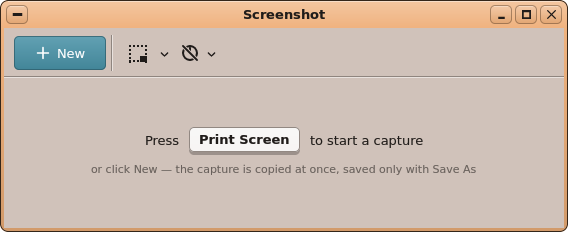 Screenshot
New
Press Print Screen to start a capture
or click New — the capture is copied at once, saved only with Save As